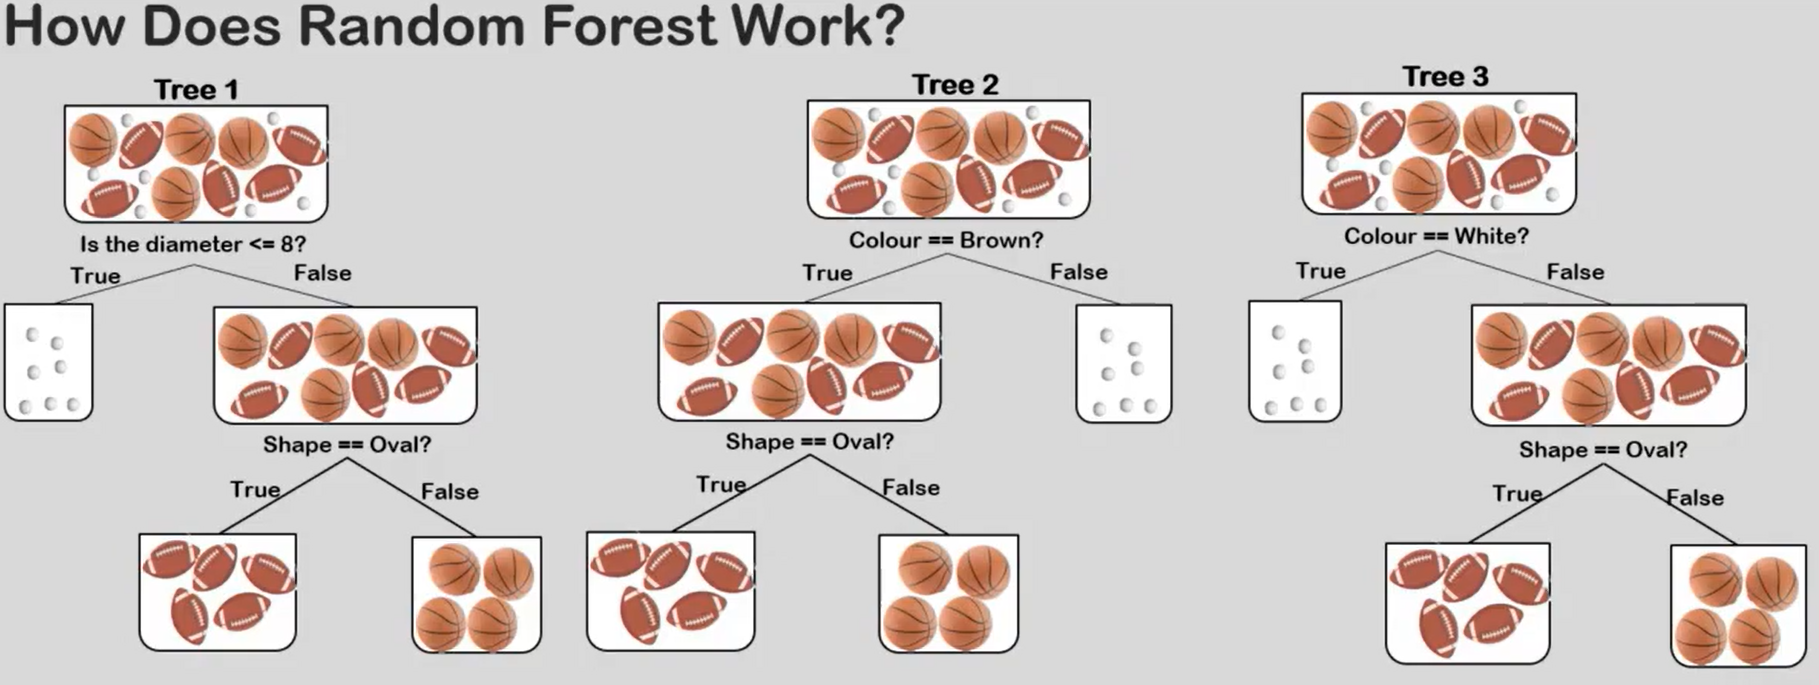 How Does Random Forest Work?
Tree 1
Is the diameter <= 8?
True
False
Shape == Oval?
True
False
Tree 2
Colour == Brown?
True
False
Shape == Oval?
True
False
Tree 3
Colour == White?
True
False
Shape == Oval?
True
False